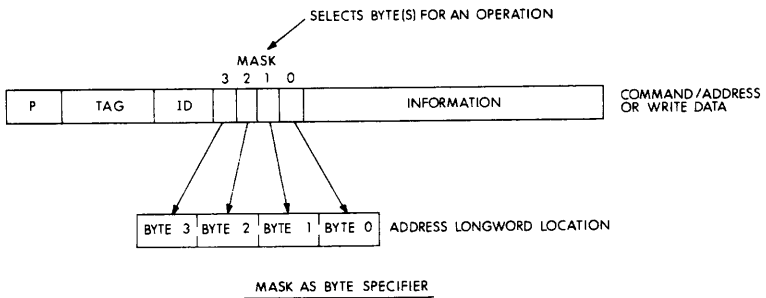 SELECTS BYTE(S) FOR AN OPERATION
MASK
3 2 1 0
P TAG ID INFORMATION
COMMAND/ADDRESS
OR WRITE DATA
BYTE 3 BYTE 2 BYTE 1 BYTE 0 ADDRESS LONGWORD LOCATION
MASK AS BYTE SPECIFIER